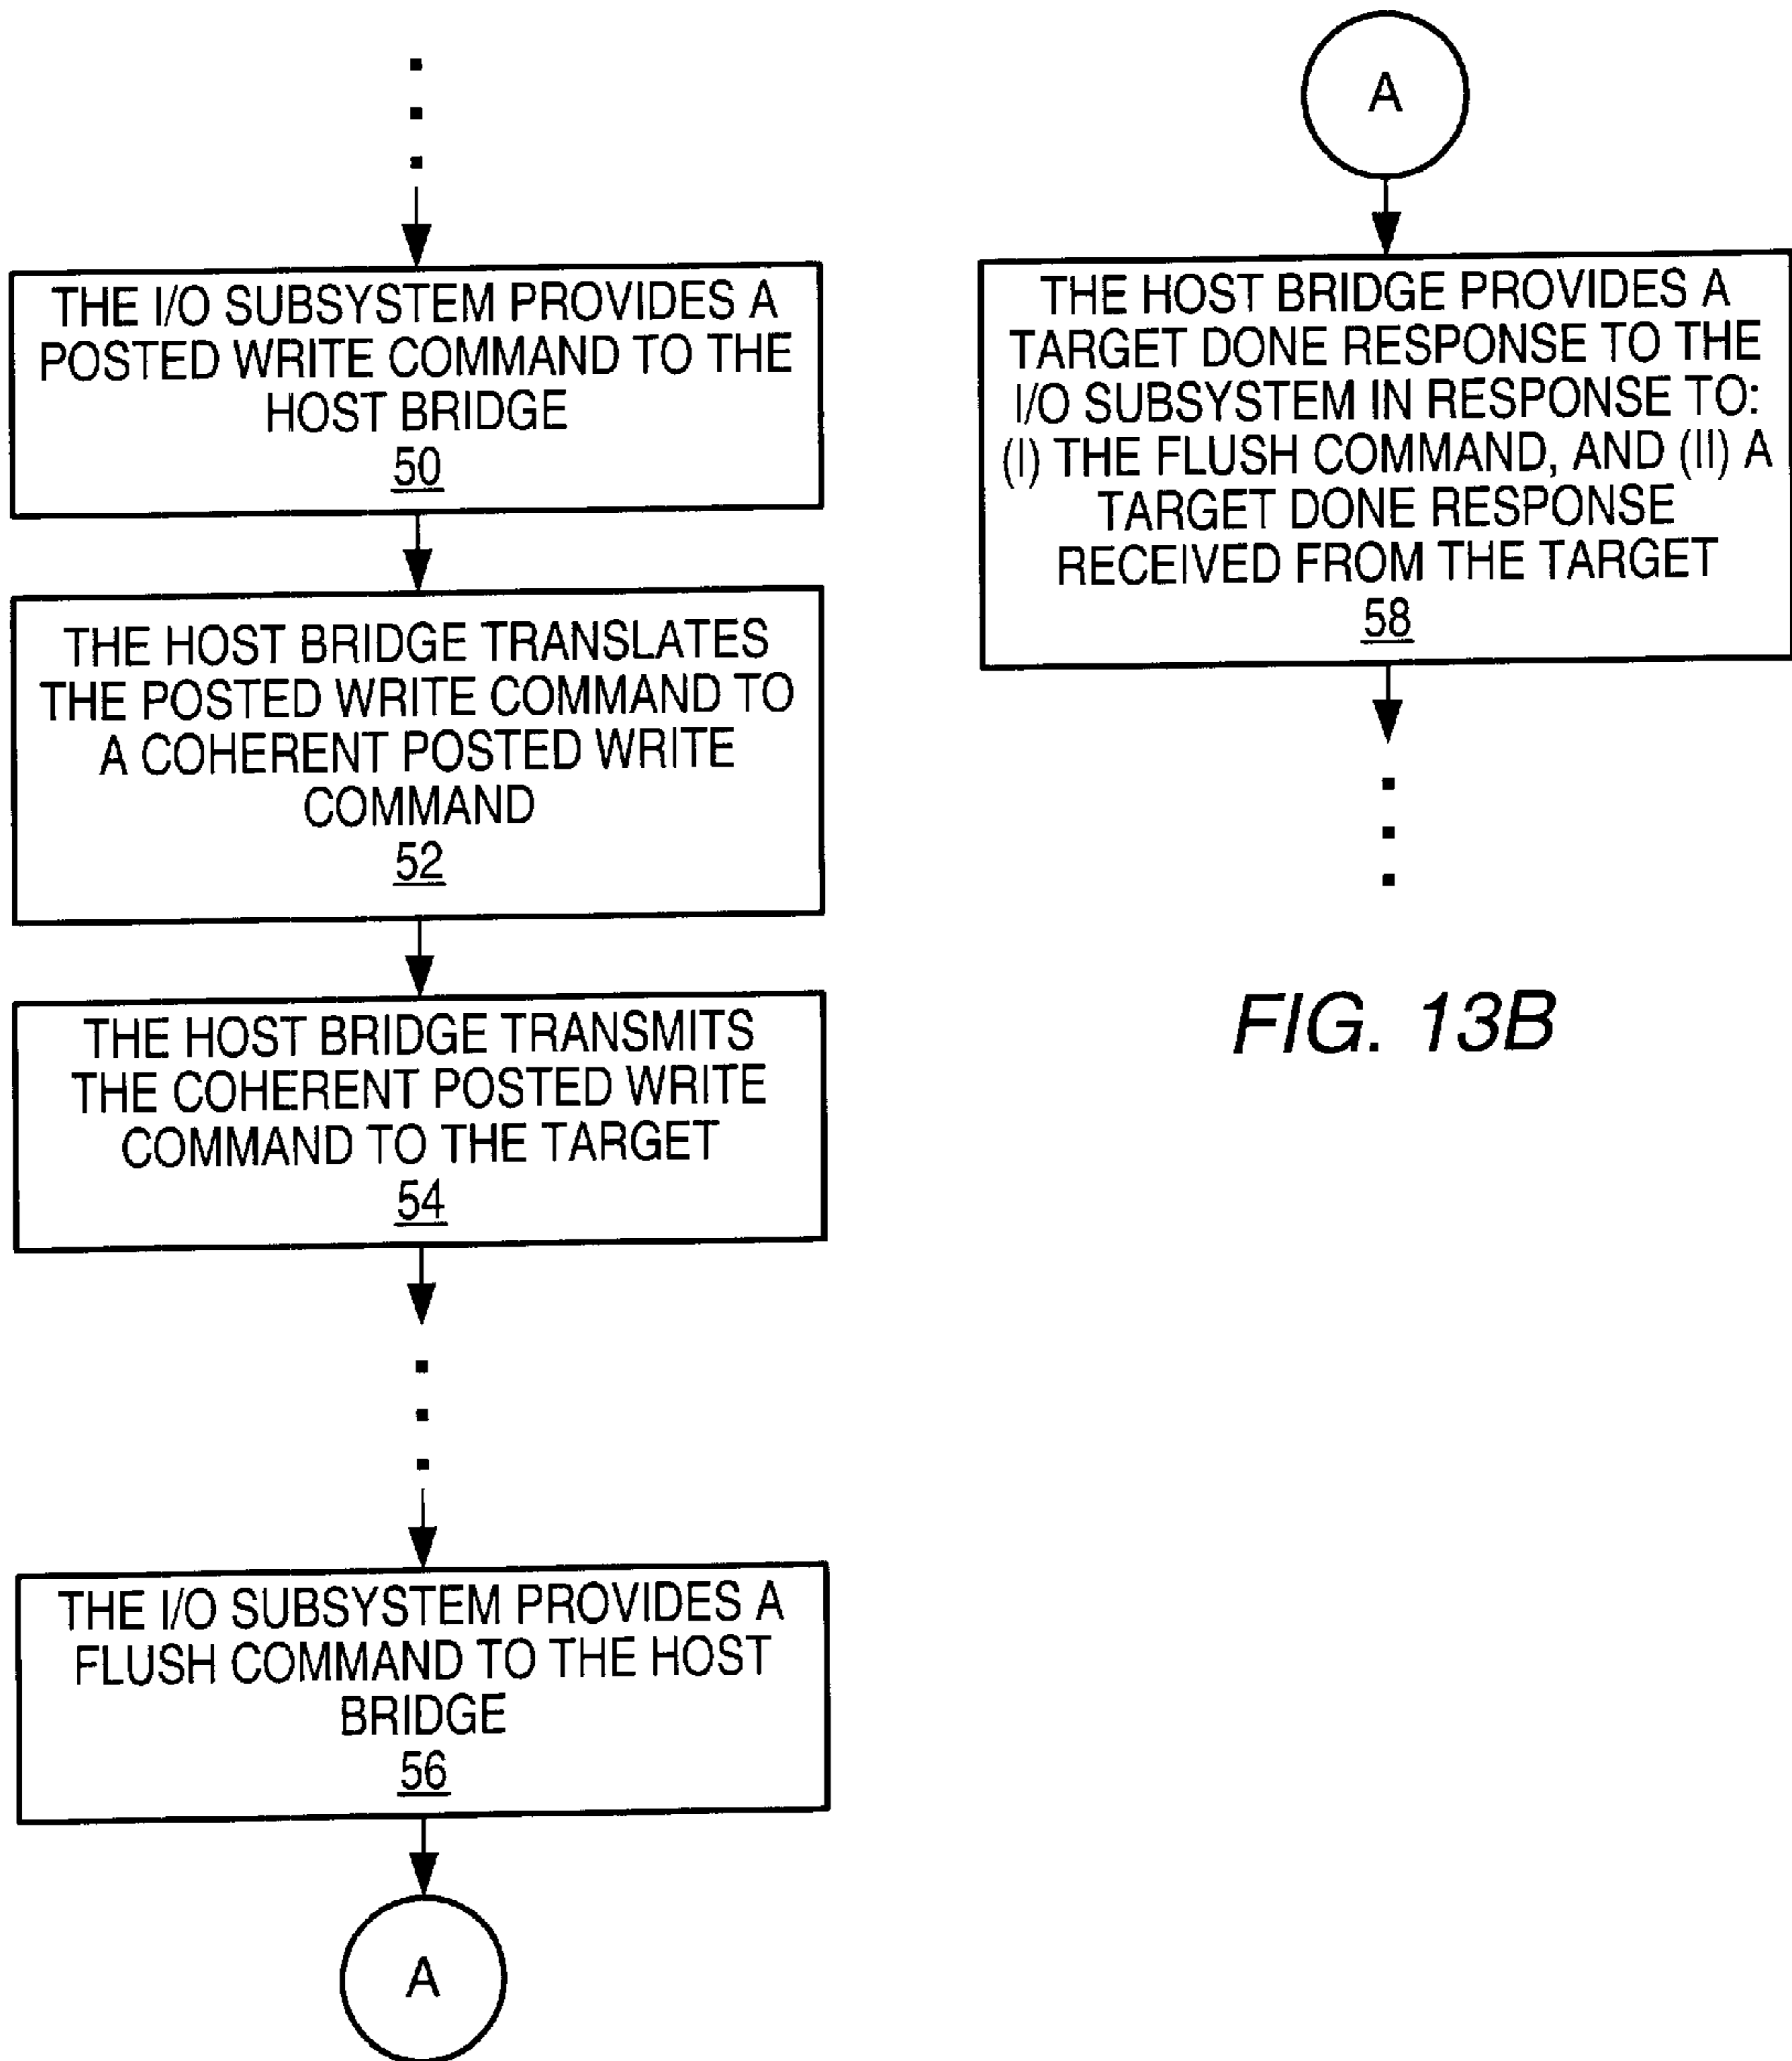 THE I/O SUBSYSTEM PROVIDES A
POSTED WRITE COMMAND TO THE
HOST BRIDGE
50
THE HOST BRIDGE TRANSLATES
THE POSTED WRITE COMMAND TO
A COHERENT POSTED WRITE
COMMAND
52
THE HOST BRIDGE TRANSMITS
THE COHERENT POSTED WRITE
COMMAND TO THE TARGET
54
THE I/O SUBSYSTEM PROVIDES A
FLUSH COMMAND TO THE HOST
BRIDGE
56
A
A
THE HOST BRIDGE PROVIDES A
TARGET DONE RESPONSE TO THE
I/O SUBSYSTEM IN RESPONSE TO:
(I) THE FLUSH COMMAND, AND (II) A
TARGET DONE RESPONSE
RECEIVED FROM THE TARGET
58
FIG. 13B